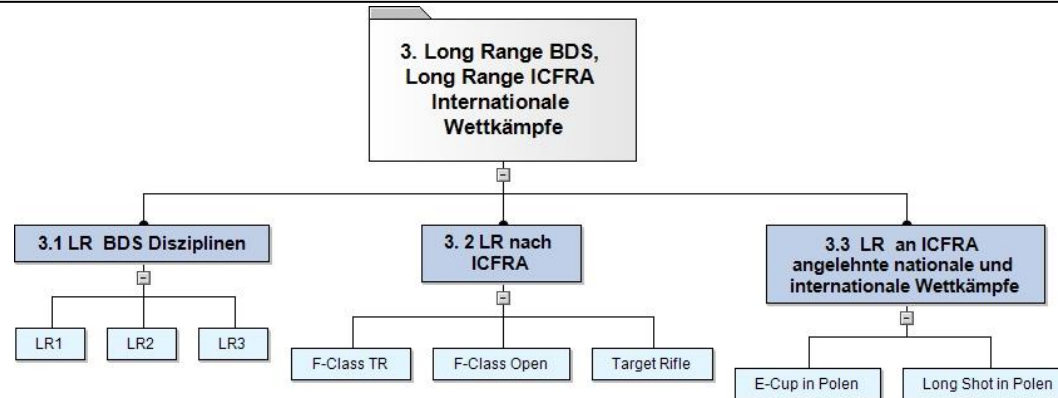 3. Long Range BDS,
Long Range ICFRA
Internationale
Wettkämpfe
3.1 LR BDS Disziplinen
3. 2 LR nach
ICFRA
3.3 LR an ICFRA
angelehnte nationale und
internationale Wettkämpfe
LR1
LR2
LR3
F-Class TR
F-Class Open
Target Rifle
E-Cup in Polen
Long Shot in Polen